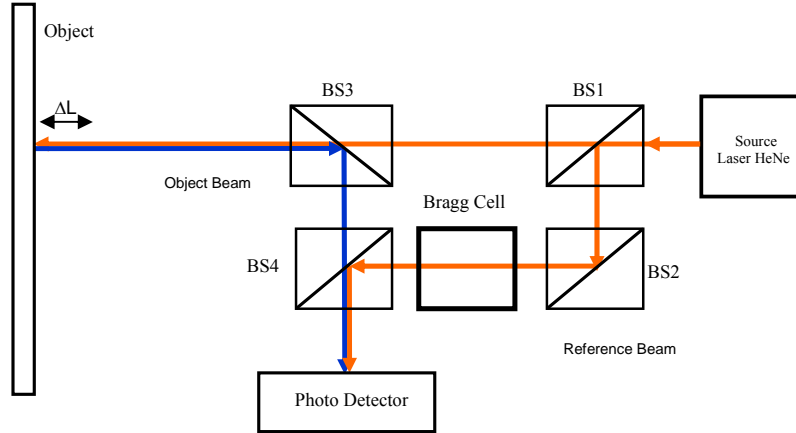 Object
BS3
BS1
ΔL
Source
Laser HeNe
Object Beam
Bragg Cell
BS4
BS2
Reference Beam
Photo Detector